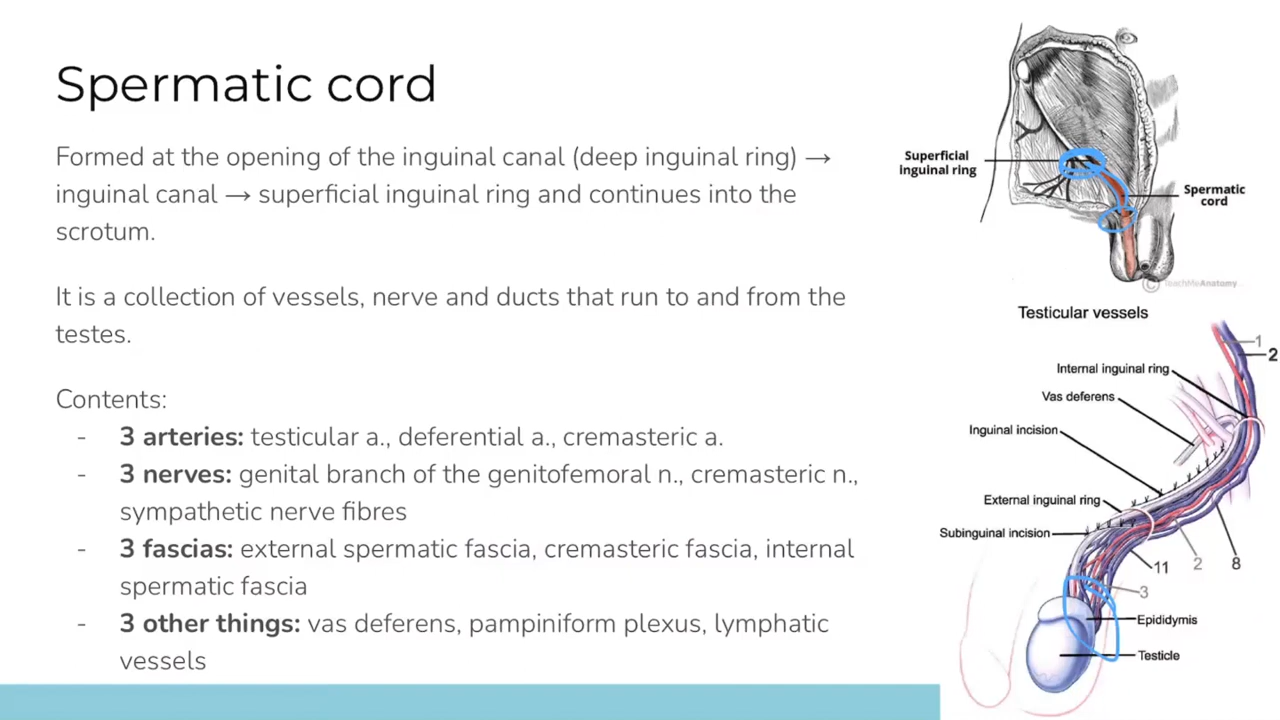 Spermatic cord
Formed at the opening of the inguinal canal (deep inguinal ring) →
inguinal canal → superficial inguinal ring and continues into the
scrotum.
It is a collection of vessels, nerve and ducts that run to and from the
testes.
Contents:
- 3 arteries: testicular a., deferential a., cremasteric a.
- 3 nerves: genital branch of the genitofemoral n., cremasteric n.,
sympathetic nerve fibres
- 3 fascias: external spermatic fascia, cremasteric fascia, internal
spermatic fascia
- 3 other things: vas deferens, pampiniform plexus, lymphatic
vessels
Superficial
inguinal ring
Spermatic
cord
© TeachMeAnatomy
Testicular vessels
1
2
Internal inguinal ring
Vas deferens
Inguinal incision
External inguinal ring
Subinguinal incision
11
2
8
3
Epididymis
Testicle